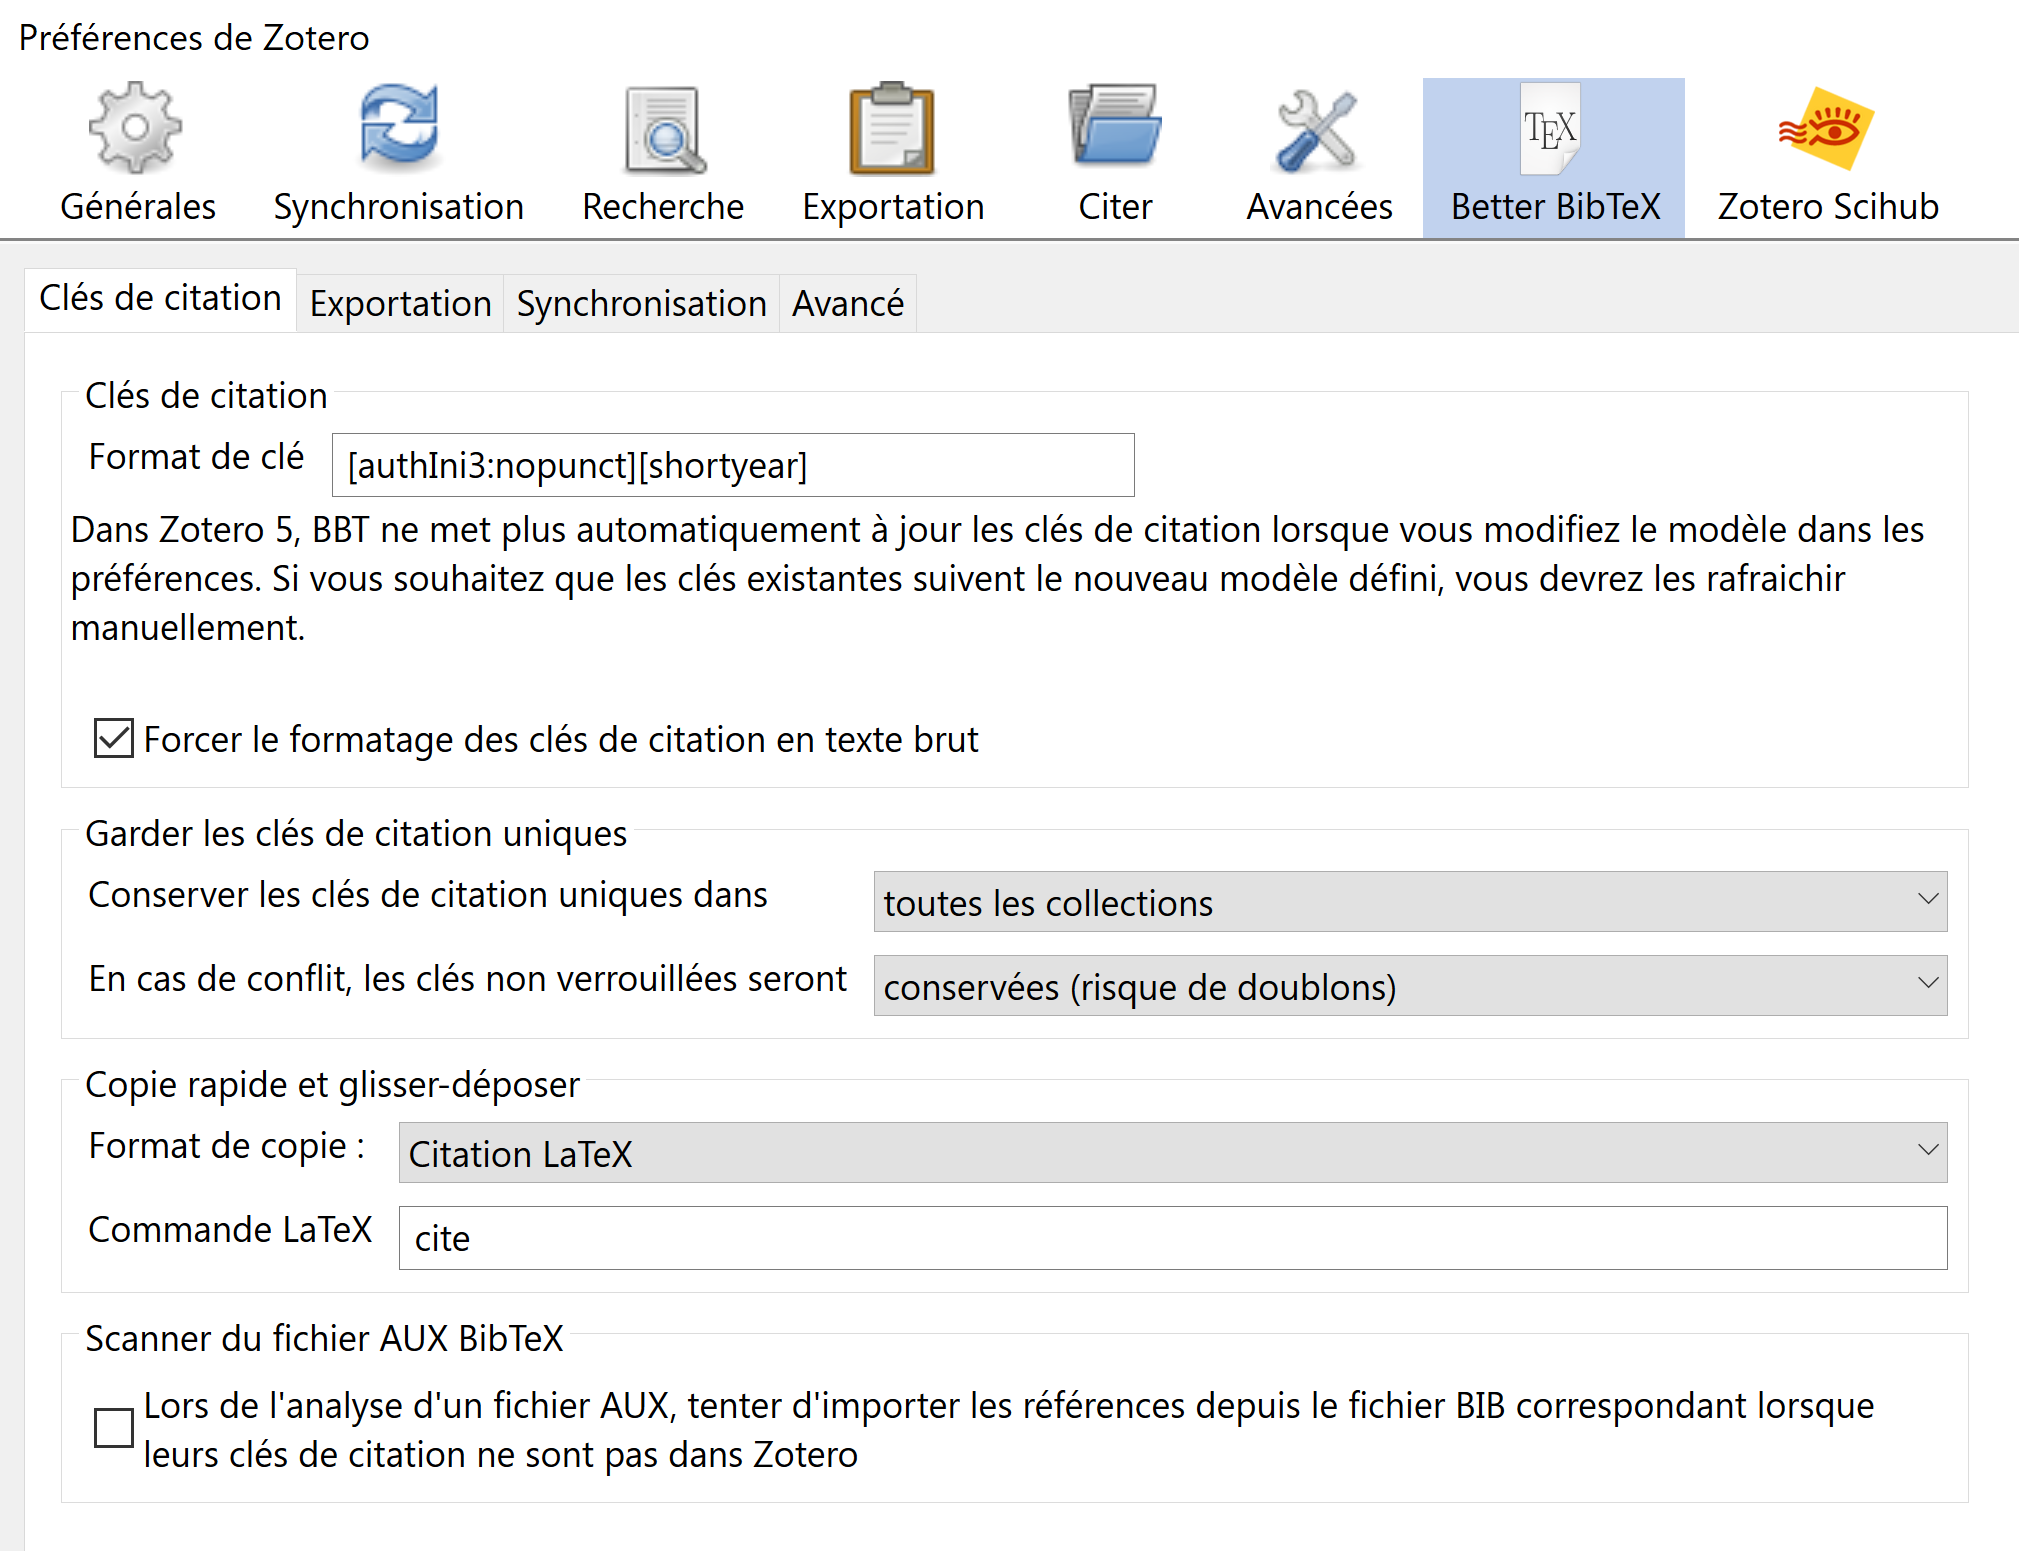 Préférences de Zotero
Générales Synchronisation Recherche Exportation Citer Avancées Better BibTeX Zotero Scihub
TEX
Clés de citation Exportation Synchronisation Avancé
Clés de citation
Format de clé [authIni3:nopunct][shortyear]
Dans Zotero 5, BBT ne met plus automatiquement à jour les clés de citation lorsque vous modifiez le modèle dans les
préférences. Si vous souhaitez que les clés existantes suivent le nouveau modèle défini, vous devrez les rafraichir
manuellement.
Forcer le formatage des clés de citation en texte brut
Garder les clés de citation uniques
Conserver les clés de citation uniques dans toutes les collections
En cas de conflit, les clés non verrouillées seront conservées (risque de doublons)
Copie rapide et glisser-déposer
Format de copie : Citation LaTeX
Commande LaTeX cite
Scanner du fichier AUX BibTeX
Lors de l'analyse d'un fichier AUX, tenter d'importer les références depuis le fichier BIB correspondant lorsque
leurs clés de citation ne sont pas dans Zotero